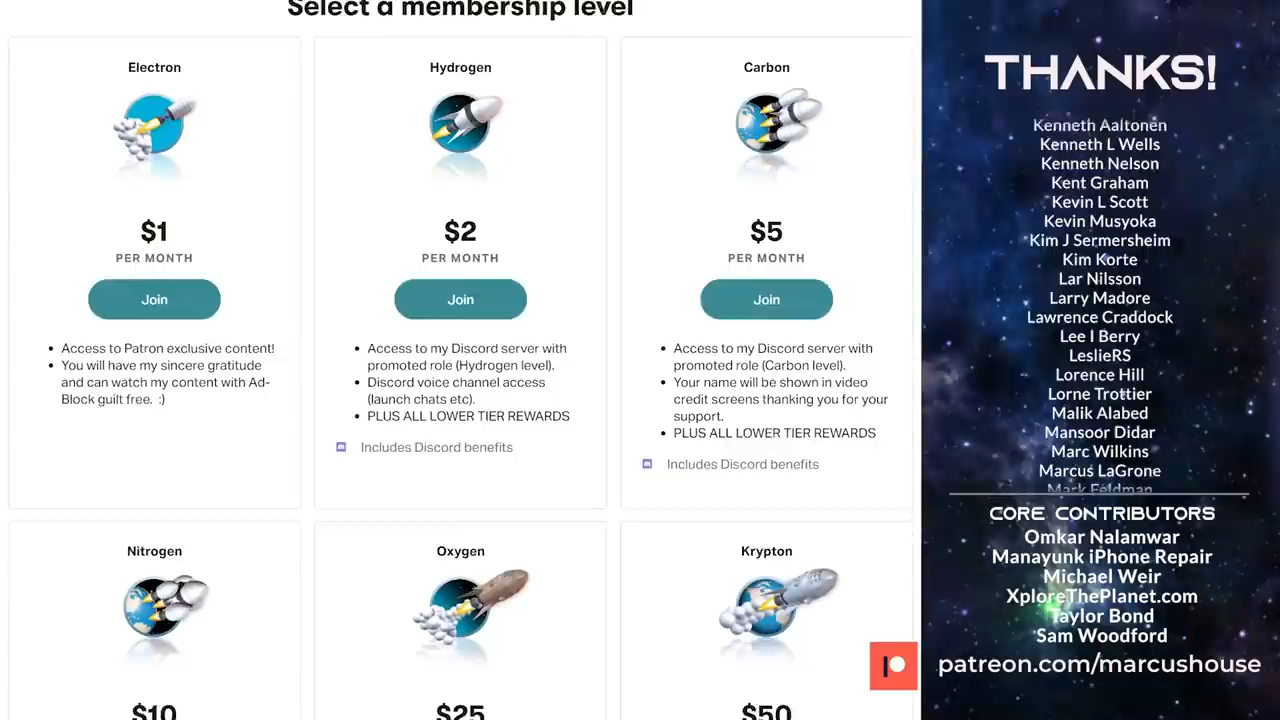 Select a membership level
Electron
$1
PER MONTH
Join
• Access to Patron exclusive content!
• You will have my sincere gratitude
and can watch my content with Ad-
Block guilt free.  :)
Hydrogen
$2
PER MONTH
Join
• Access to my Discord server with
promoted role (Hydrogen level).
• Discord voice channel access
(launch chats etc).
• PLUS ALL LOWER TIER REWARDS
Includes Discord benefits
Carbon
$5
PER MONTH
Join
• Access to my Discord server with
promoted role (Carbon level).
• Your name will be shown in video
credit screens thanking you for your
support.
• PLUS ALL LOWER TIER REWARDS
Includes Discord benefits
Nitrogen
$10
Oxygen
$25
Krypton
$50
THANKS!
Kenneth Aaltonen
Kenneth L Wells
Kenneth Nelson
Kent Graham
Kevin L Scott
Kevin Musyoka
Kim J Sermersheim
Kim Korte
Lar Nilsson
Larry Madore
Lawrence Craddock
Lee I Berry
LeslieRS
Lorence Hill
Lorne Trottier
Malik Alabed
Mansoor Didar
Marc Wilkins
Marcus LaGrone
Mark Feldman
CORE CONTRIBUTORS
Omkar Nalamwar
Manayunk iPhone Repair
Michael Weir
XploreThePlanet.com
Taylor Bond
Sam Woodford
patreon.com/marcushouse